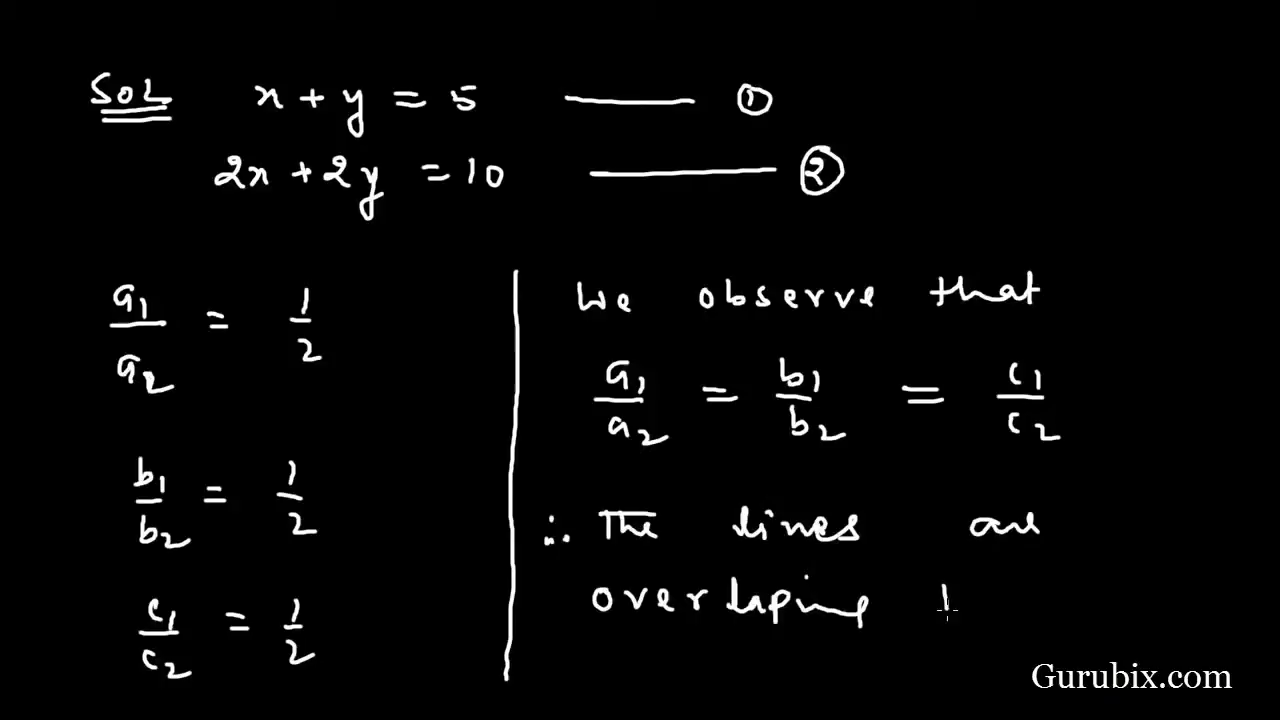 SOL x + y = 5 ——— ①
2x + 2y = 10 ——— ②
a₁/a₂ = 1/2
b₁/b₂ = 1/2
c₁/c₂ = 1/2
We observe that
a₁/a₂ = b₁/b₂ = c₁/c₂
∴ The lines are
overlaping
Gurubix.com